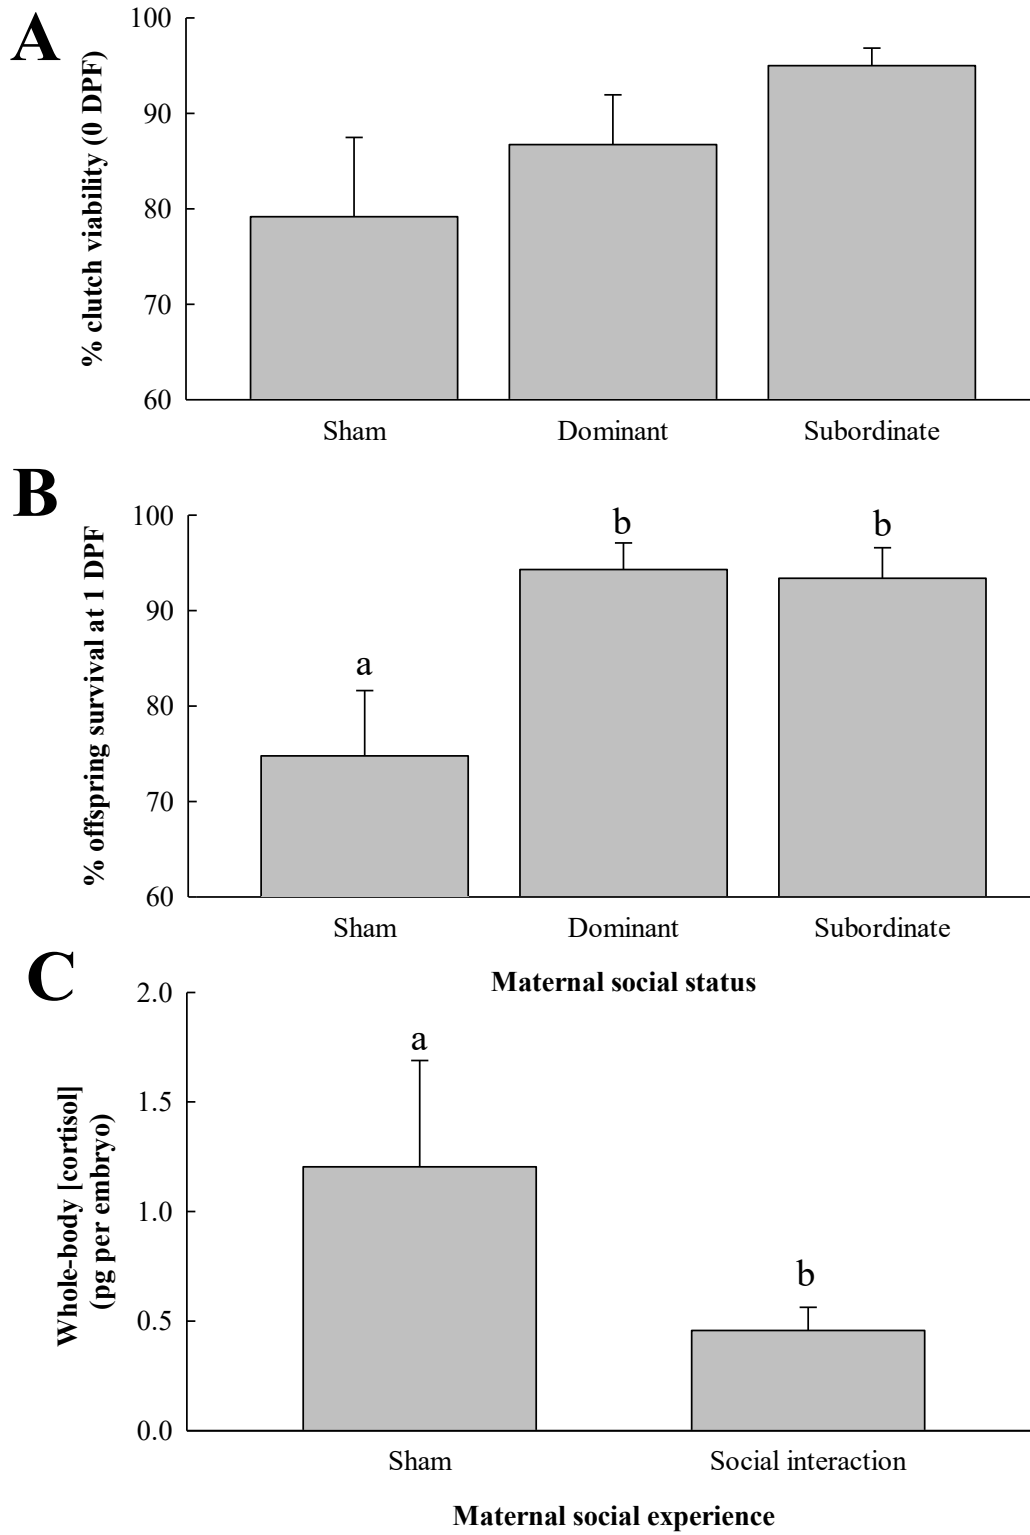 A
% clutch viability (0 DPF)
100
90
80
70
60
Sham Dominant Subordinate
B
% offspring survival at 1 DPF
100
90
80
70
60
a
b
b
Sham Dominant Subordinate
Maternal social status
C
Whole-body [cortisol]
(pg per embryo)
2.0
1.5
1.0
0.5
0.0
a
b
Sham Social interaction
Maternal social experience